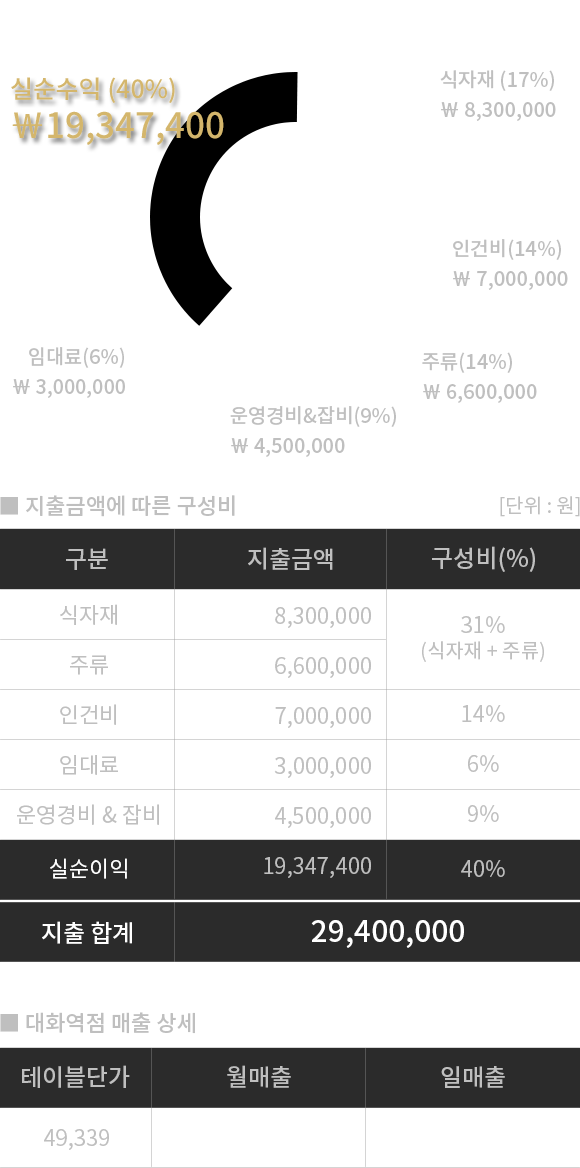 실순수익 (40%)
₩19,347,400
식자재 (17%)
₩ 8,300,000
인건비(14%)
₩ 7,000,000
임대료(6%)
₩ 3,000,000
주류(14%)
₩ 6,600,000
운영경비&잡비(9%)
₩ 4,500,000
■ 지출금액에 따른 구성비 [단위 : 원]
구분 지출금액 구성비(%)
식자재 8,300,000 31%
(식자재 + 주류)
주류 6,600,000
인건비 7,000,000 14%
임대료 3,000,000 6%
운영경비 & 잡비 4,500,000 9%
실순이익 19,347,400 40%
지출 합계 29,400,000
■ 대화역점 매출 상세
테이블단가 월매출 일매출
49,339